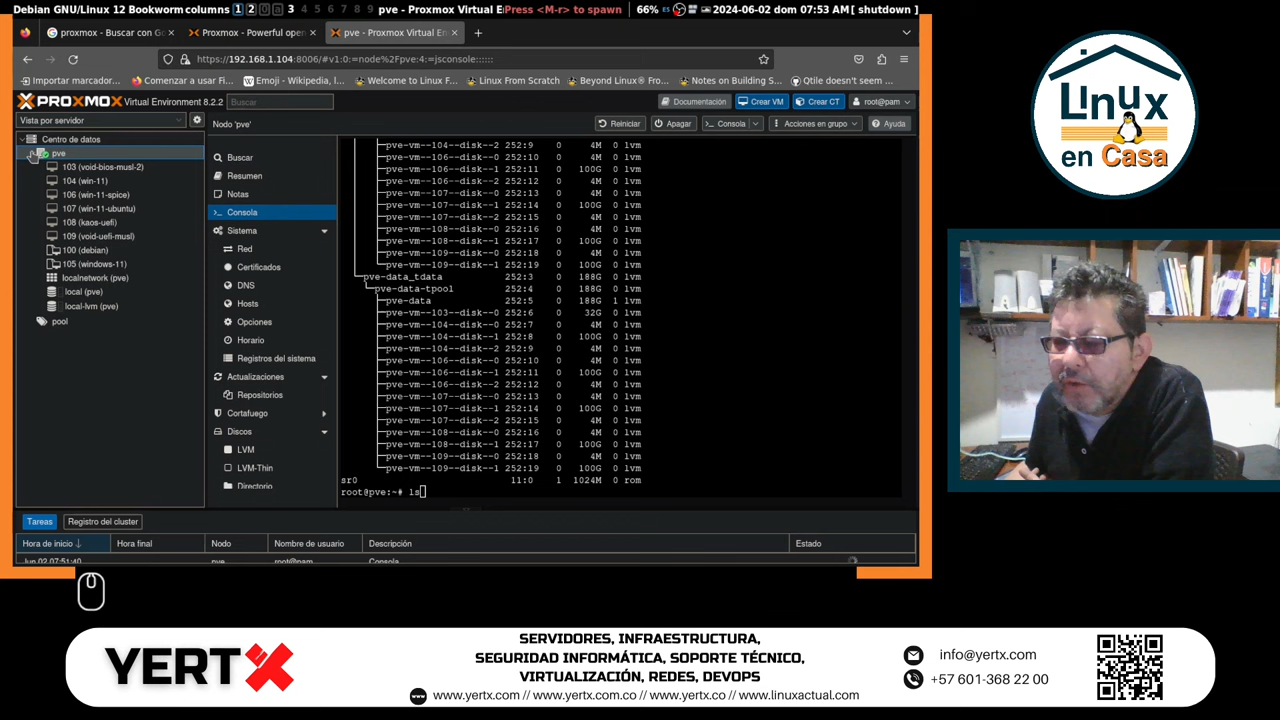 Debian GNU/Linux 12 Bookworm columns 1 2 3 4 5 6 7 8 9 pve - Proxmox Virtual En Press <M-r> to spawn 66% ES 2024-06-02 dom 07:53 AM [ shutdown ]
proxmox - Buscar con Go
Proxmox - Powerful open
pve - Proxmox Virtual En
https://192.168.1.104:8006/#v1:0:=node%2Fpve:4:=jsconsole::::::
Importar marcador...
Comenzar a usar Fi...
Emoji - Wikipedia, l...
Welcome to Linux F...
Linux From Scratch
Beyond Linux® Fro...
Notes on Building S...
Qtile doesn't seem ...
PROXMOX Virtual Environment 8.2.2 Buscar
Documentación
Crear VM
Crear CT
root@pam
Vista por servidor
Nodo 'pve'
Reiniciar
Apagar
Consola
Acciones en grupo
Ayuda
Centro de datos
pve
103 (void-bios-musl-2)
104 (win-11)
106 (win-11-spice)
107 (win-11-ubuntu)
108 (kaos-uefi)
109 (void-uefi-musl)
100 (debian)
105 (windows-11)
localnetwork (pve)
local (pve)
local-lvm (pve)
pool
Buscar
Resumen
Notas
Consola
Sistema
Red
Certificados
DNS
Hosts
Opciones
Horario
Registros del sistema
Actualizaciones
Repositorios
Cortafuego
Discos
LVM
LVM-Thin
Directorio
pve-vm--104--disk--2 252:9 0 4M 0 lvm
pve-vm--106--disk--0 252:10 0 4M 0 lvm
pve-vm--106--disk--1 252:11 0 100G 0 lvm
pve-vm--106--disk--2 252:12 0 4M 0 lvm
pve-vm--107--disk--0 252:13 0 4M 0 lvm
pve-vm--107--disk--1 252:14 0 100G 0 lvm
pve-vm--107--disk--2 252:15 0 4M 0 lvm
pve-vm--108--disk--0 252:16 0 4M 0 lvm
pve-vm--108--disk--1 252:17 0 100G 0 lvm
pve-vm--109--disk--0 252:18 0 4M 0 lvm
pve-vm--109--disk--1 252:19 0 100G 0 lvm
pve-data_tdata 252:3 0 188G 0 lvm
pve-data-tpool 252:4 0 188G 0 lvm
pve-data 252:5 0 188G 1 lvm
pve-vm--103--disk--0 252:6 0 32G 0 lvm
pve-vm--104--disk--0 252:7 0 4M 0 lvm
pve-vm--104--disk--1 252:8 0 100G 0 lvm
pve-vm--104--disk--2 252:9 0 4M 0 lvm
pve-vm--106--disk--0 252:10 0 4M 0 lvm
pve-vm--106--disk--1 252:11 0 100G 0 lvm
pve-vm--106--disk--2 252:12 0 4M 0 lvm
pve-vm--107--disk--0 252:13 0 4M 0 lvm
pve-vm--107--disk--1 252:14 0 100G 0 lvm
pve-vm--107--disk--2 252:15 0 4M 0 lvm
pve-vm--108--disk--0 252:16 0 4M 0 lvm
pve-vm--108--disk--1 252:17 0 100G 0 lvm
pve-vm--109--disk--0 252:18 0 4M 0 lvm
pve-vm--109--disk--1 252:19 0 100G 0 lvm
sr0 11:0 1 1024M 0 rom
root@pve:~# ls
Tareas
Registro del cluster
Hora de inicio
Hora final
Nodo
Nombre de usuario
Descripción
Estado
Jun 02 07:51:40
pve
root@pam
Consola
Linux
en Casa
YERTX
SERVIDORES, INFRAESTRUCTURA,
SEGURIDAD INFORMÁTICA, SOPORTE TÉCNICO,
VIRTUALIZACIÓN, REDES, DEVOPS
www.yertx.com // www.yertx.com.co // www.yertx.co // www.linuxactual.com
info@yertx.com
+57 601-368 22 00